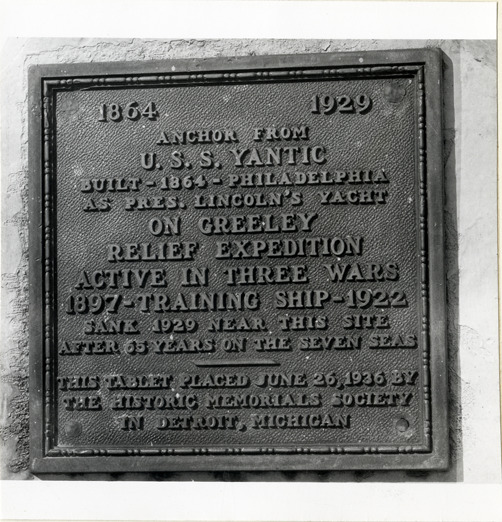 1864 1929
ANCHOR FROM
U.S.S. YANTIC
BUILT - 1864 - PHILADELPHIA
AS PRES. LINCOLN'S YACHT
ON GREELEY
RELIEF EXPEDITION
ACTIVE IN THREE WARS
1897-TRAINING SHIP-1922
SANK 1929 NEAR THIS SITE
AFTER 65 YEARS ON THE SEVEN SEAS
THIS TABLET PLACED JUNE 26, 1936 BY
THE HISTORIC MEMORIALS SOCIETY
IN DETROIT, MICHIGAN